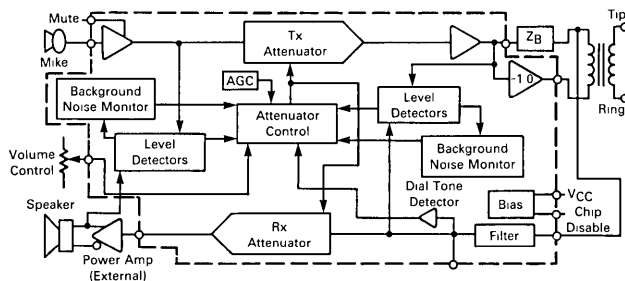 Mute
Mike
Tx
Attenuator
ZB
Tip
Ring
-1 0
AGC
Background
Noise Monitor
Level
Detectors
Attenuator
Control
Level
Detectors
Background
Noise Monitor
Volume
Control
Dial Tone
Detector
Bias
VCC
Chip
Disable
Speaker
Rx
Attenuator
Filter
Power Amp
(External)